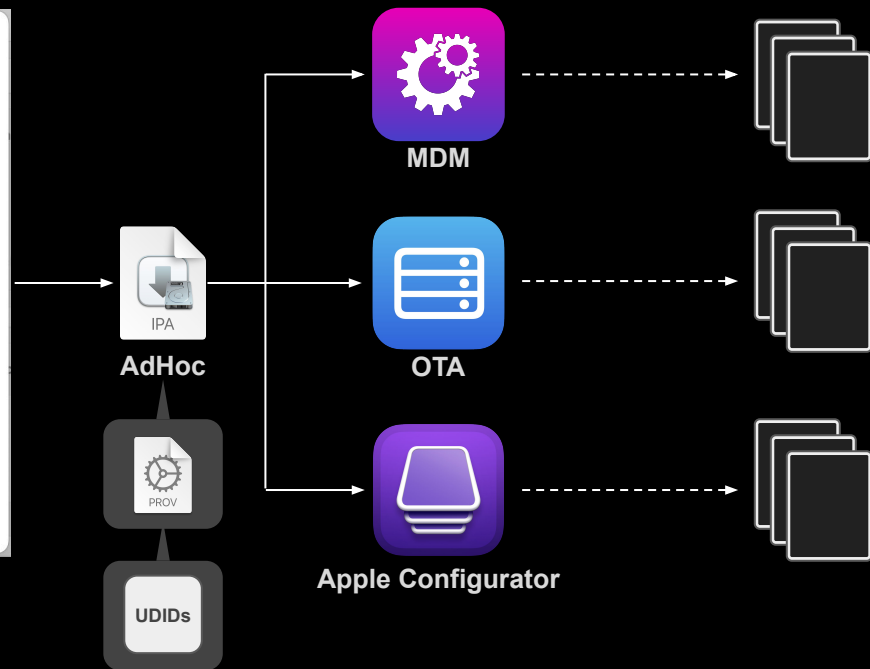 MDM
IPA
AdHoc
OTA
PROV
UDIDs
Apple Configurator